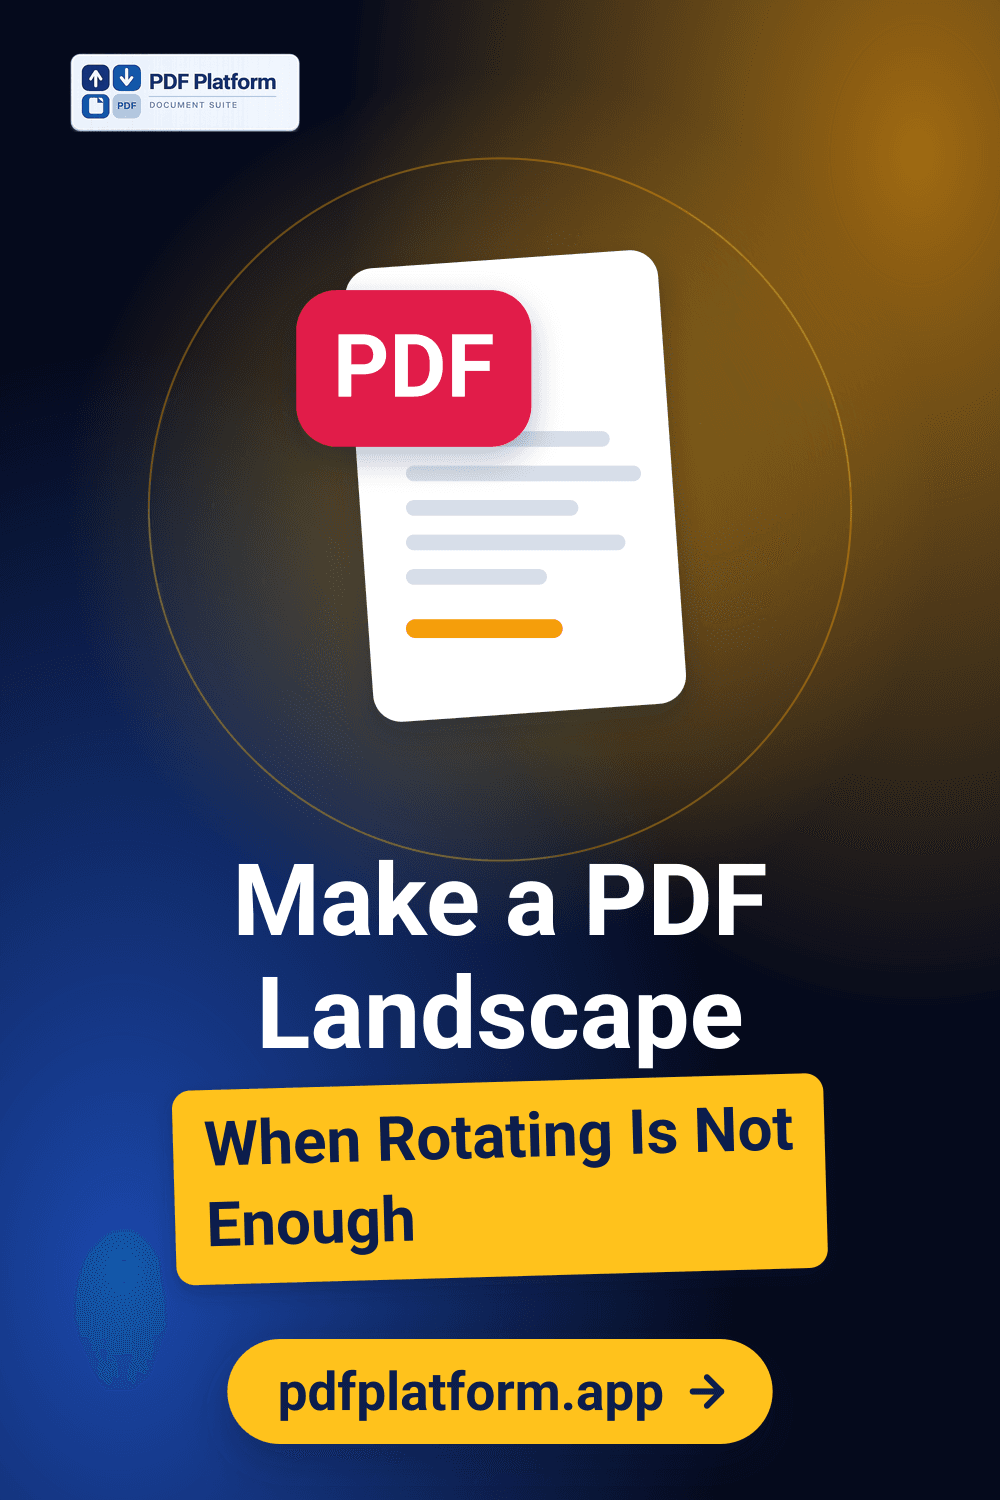 PDF Platform
DOCUMENT SUITE
PDF
PDF
Make a PDF
Landscape
When Rotating Is Not
Enough
pdfplatform.app →